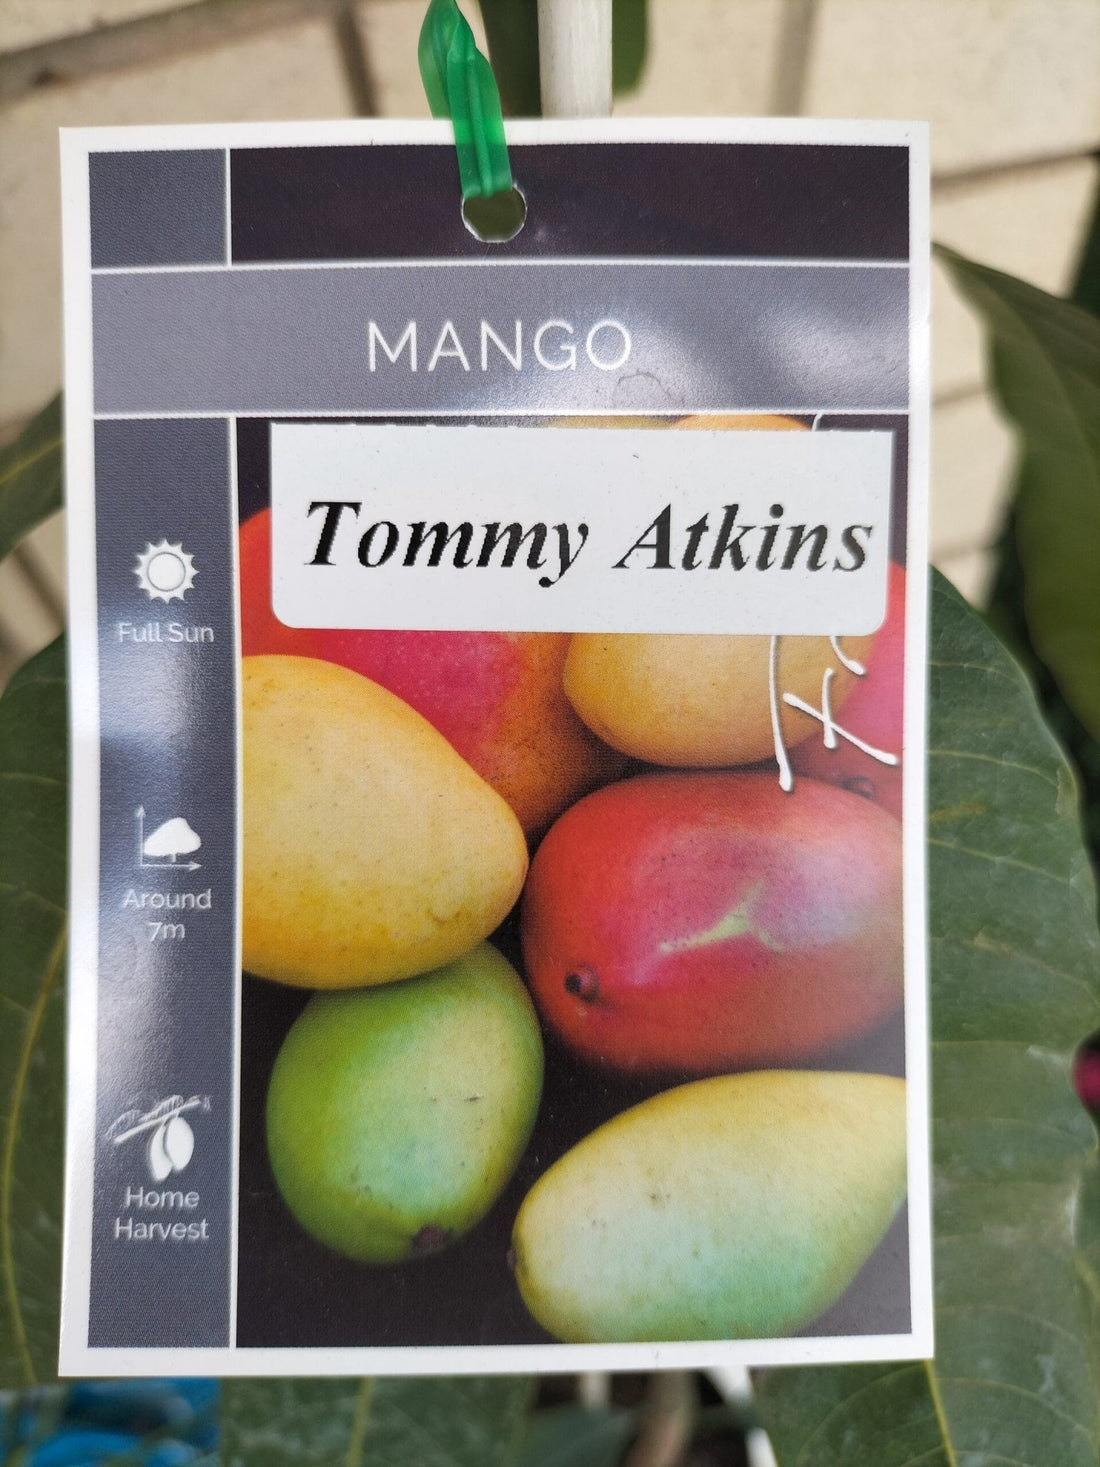 MANGO
Tommy Atkins
Full Sun
Around
7m
Home
Harvest